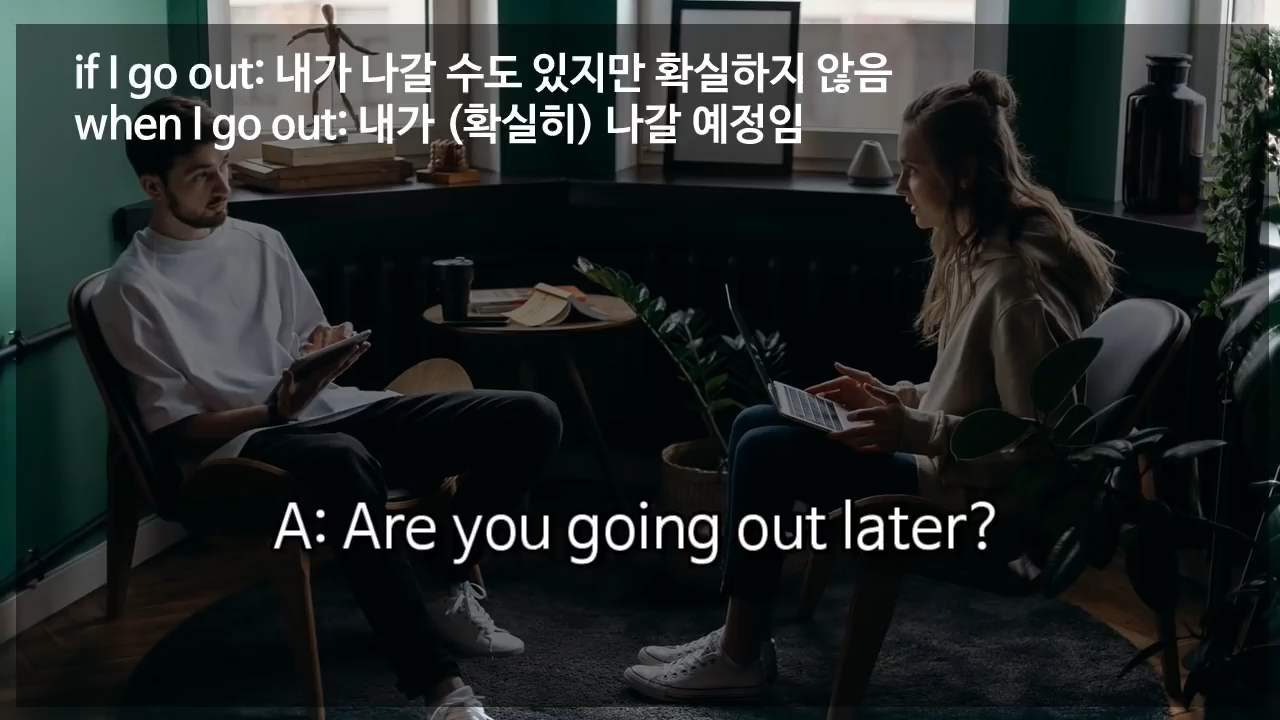 if I go out: 내가 나갈 수도 있지만 확실하지 않음
when I go out: 내가 (확실히) 나갈 예정임
A: Are you going out later?